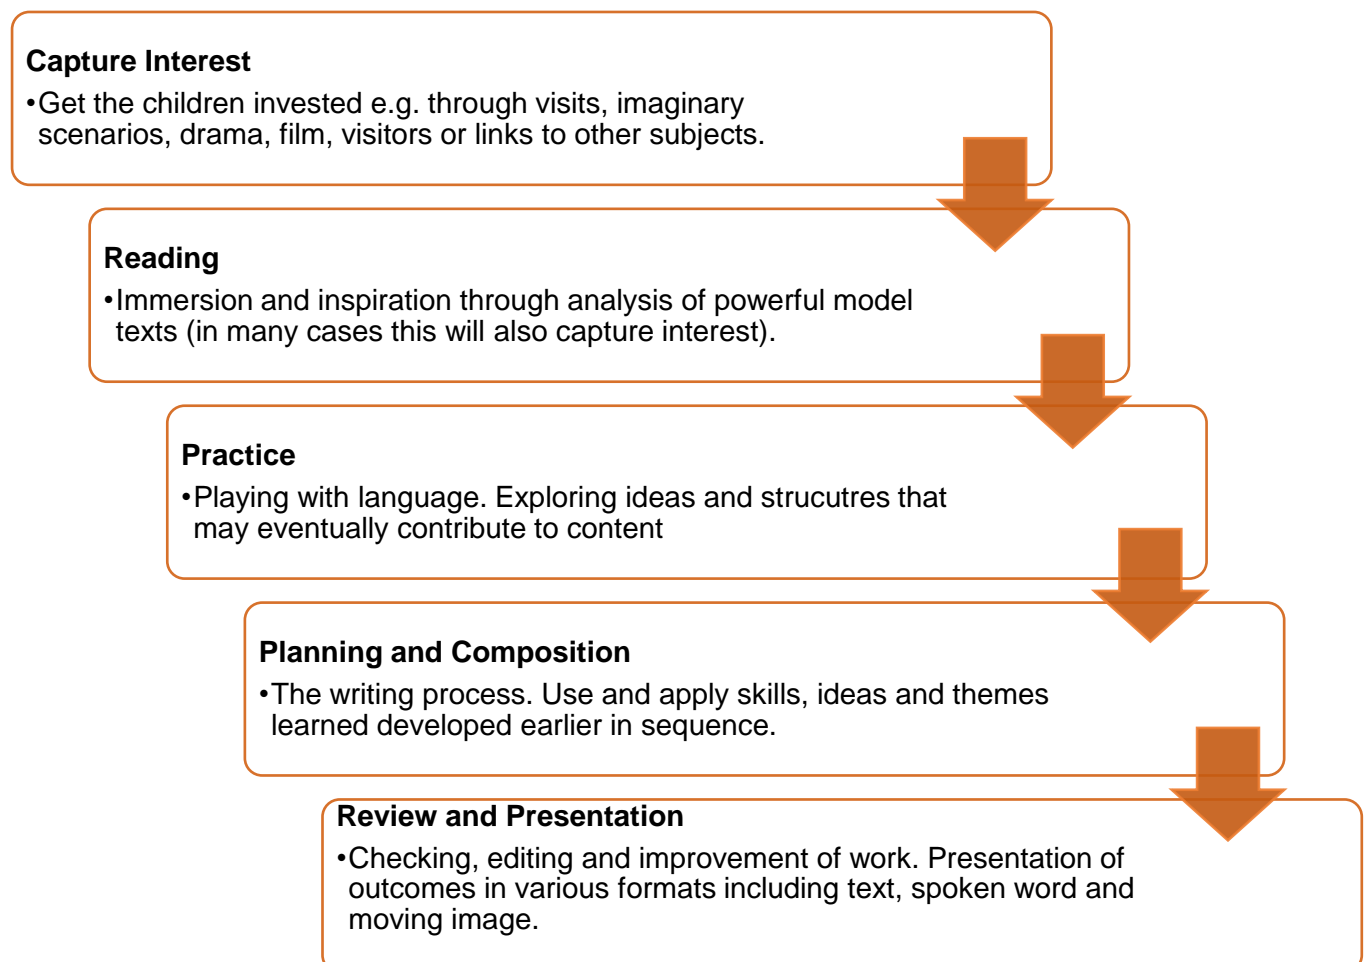 Capture Interest
•Get the children invested e.g. through visits, imaginary
scenarios, drama, film, visitors or links to other subjects.
Reading
•Immersion and inspiration through analysis of powerful model
texts (in many cases this will also capture interest).
Practice
•Playing with language. Exploring ideas and strucutres that
may eventually contribute to content
Planning and Composition
•The writing process. Use and apply skills, ideas and themes
learned developed earlier in sequence.
Review and Presentation
•Checking, editing and improvement of work. Presentation of
outcomes in various formats including text, spoken word and
moving image.